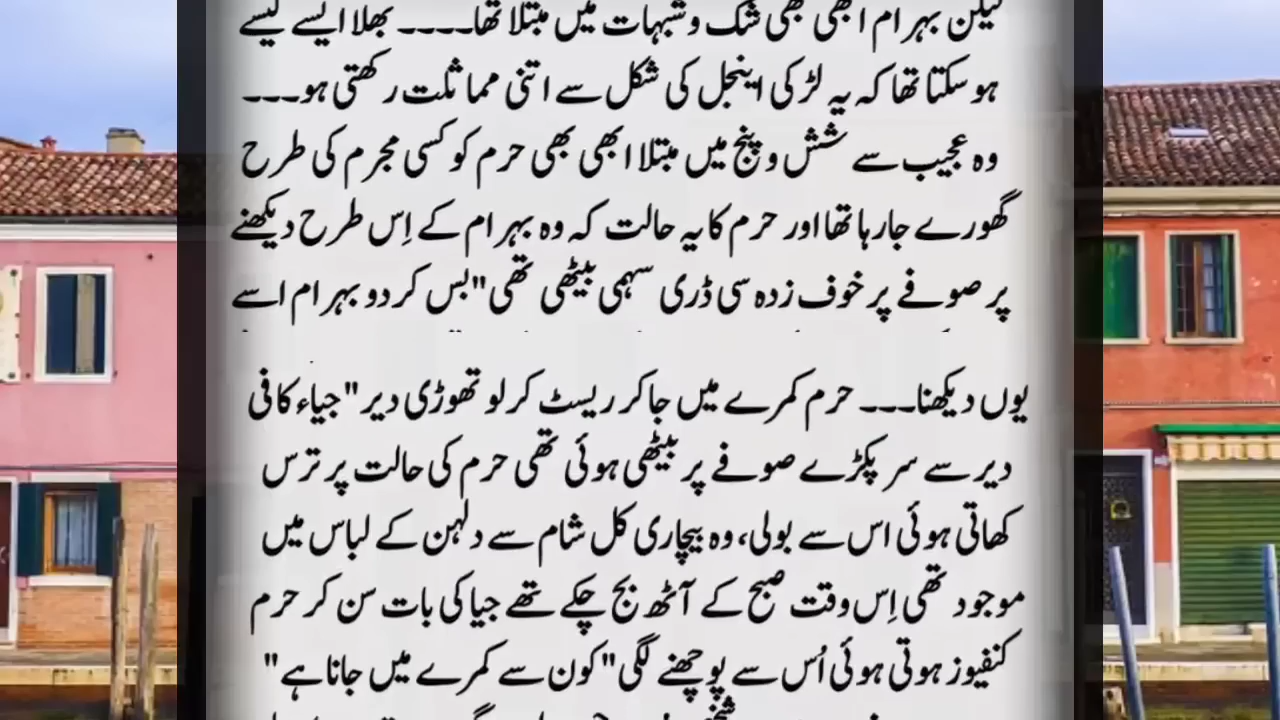 لیکن بہرام ابھی بھی شک و شبہات میں مبتلا تھا۔۔۔۔ بھلا ایسے کیسے
ہو سکتا تھا کہ یہ لڑکی اینجل کی شکل سے اتنی مماثلت رکھتی ہو۔۔۔
وہ عجیب سے شش و پنج میں مبتلا ابھی بھی حرم کو کسی مجرم کی طرح
گھورے جا رہا تھا اور حرم کا یہ حالت کہ وہ بہرام کے اِس طرح دیکھنے
پر صوفے پر خوف زدہ سی ڈری سہمی بیٹھی تھی "بس کر دو بہرام اسے
یوں دیکھنا۔۔۔ حرم کمرے میں جا کر ریسٹ کر لو تھوڑی دیر" جیاء کافی
دیر سے سر پکڑے صوفے پر بیٹھی ہوئی تھی حرم کی حالت پر ترس
کھاتی ہوئی اس سے بولی، وہ بیچاری کل شام سے دلہن کے لباس میں
موجود تھی اِس وقت صبح کے آٹھ بج چکے تھے جیا کی بات سن کر حرم
کنفیوز ہوتی ہوئی اُس سے پوچھنے لگی "کون سے کمرے میں جانا ہے"